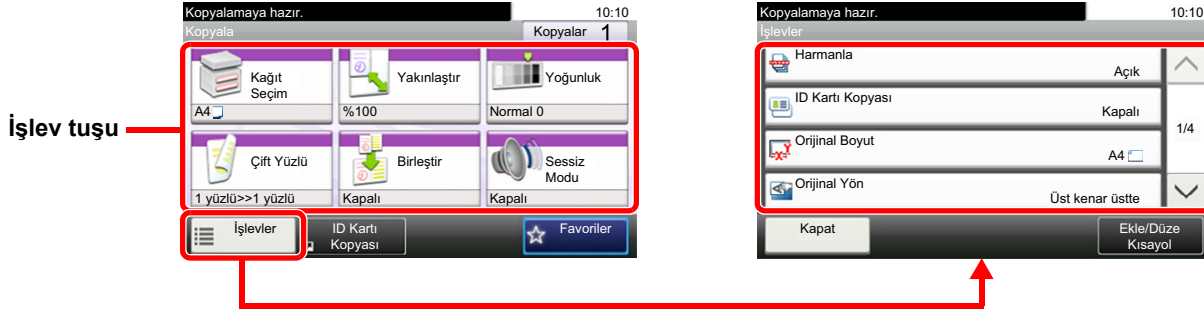 Kopyalamaya hazır.
10:10
Kopyala
Kopyalar 1
Kağıt
Seçim
A4
Yakınlaştır
%100
Yoğunluk
Normal 0
Çift Yüzlü
1 yüzlü>>1 yüzlü
Birleştir
Kapalı
Sessiz
Modu
Kapalı
İşlev tuşu
İşlevler
ID Kartı
Kopyası
Favoriler
Kopyalamaya hazır.
10:10
İşlevler
Harmanla
Açık
ID Kartı Kopyası
Kapalı
Orijinal Boyut
A4
Orijinal Yön
Üst kenar üstte
1/4
Kapat
Ekle/Düze
Kısayol